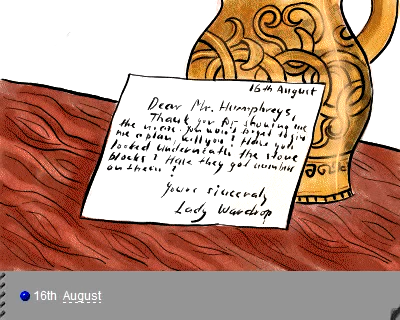 16th August
Dear Mr. Humphreys,
Thank you for showing me
the maze. You won't forget to give
me a plan, will you? Have you
looked underneath the stone
blocks? Have they got numbers
on them?
Yours sincerely
Lady Wardrop
16th August